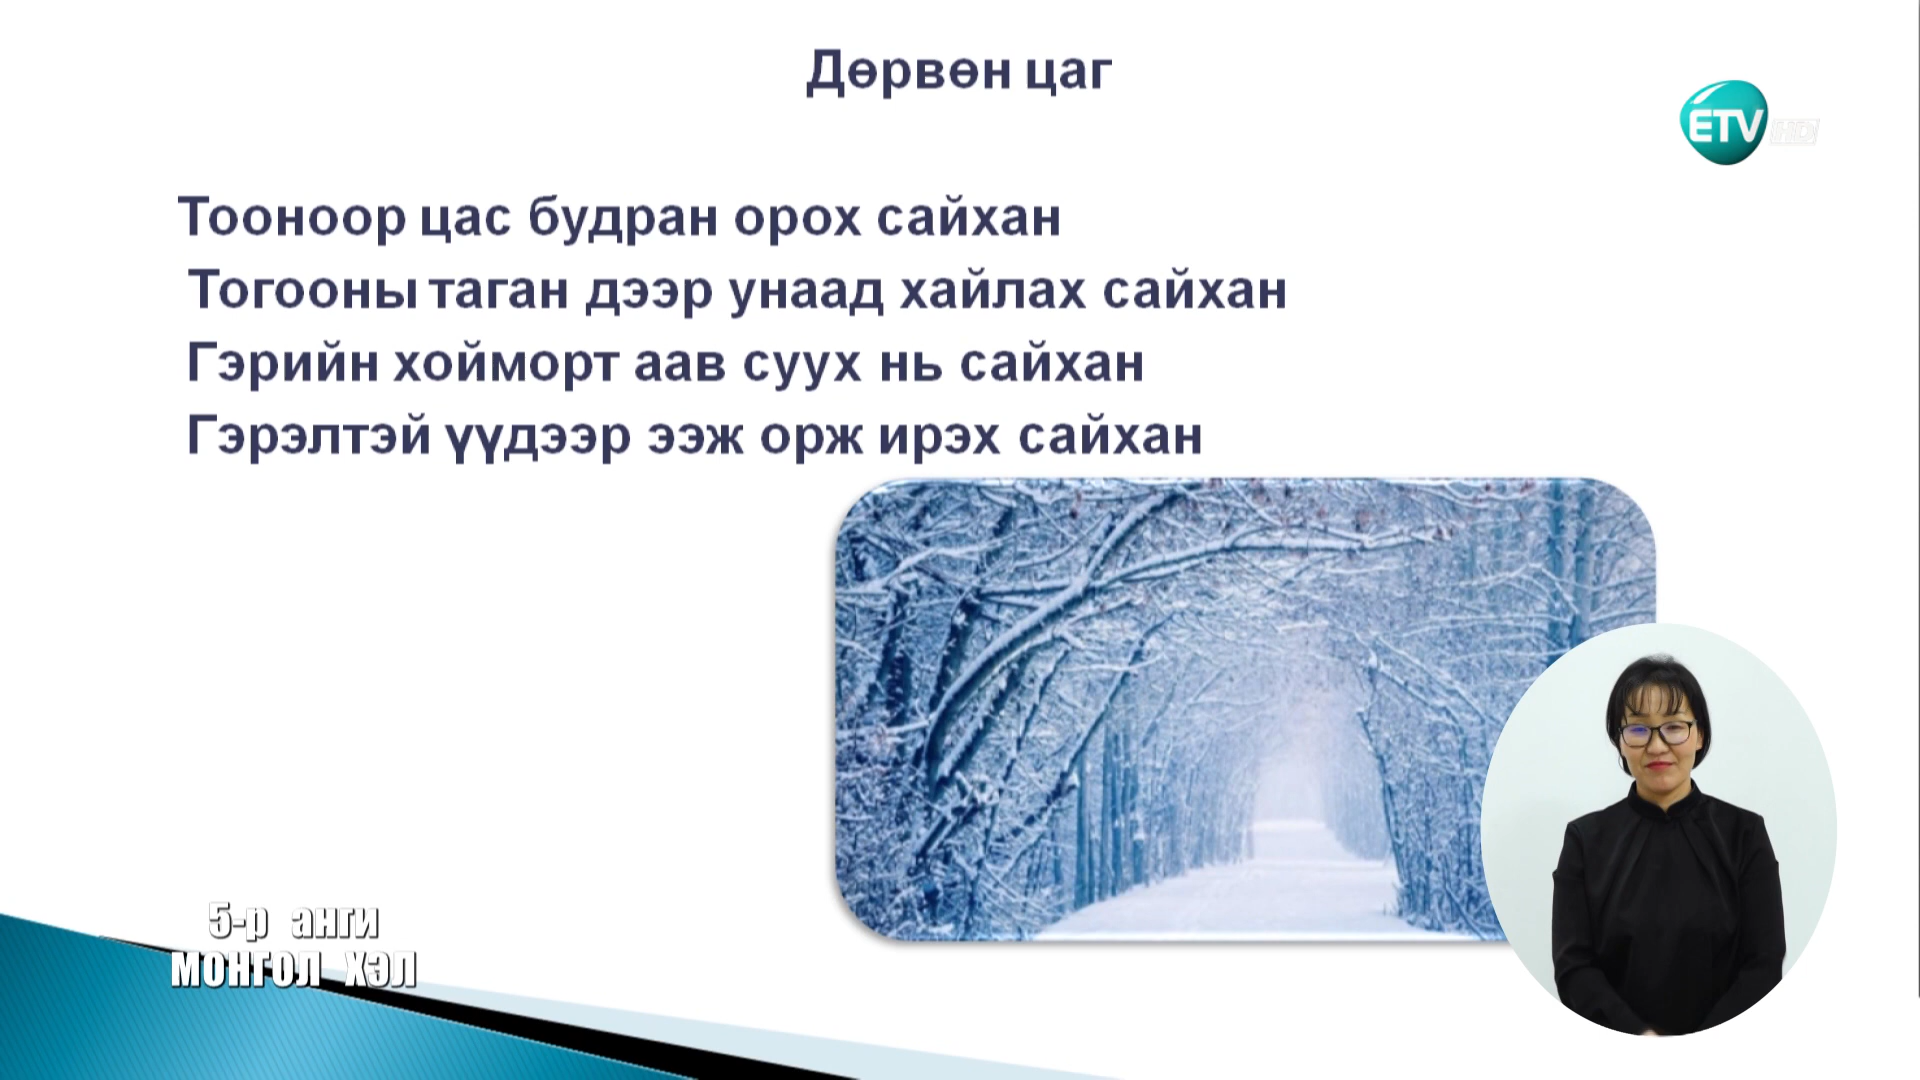 Дөрвөн цаг
ETV HD
Тооноор цас будран орох сайхан
Тогооны таган дээр унаад хайлах сайхан
Гэрийн хойморт аав суух нь сайхан
Гэрэлтэй үүдээр ээж орж ирэх сайхан
5-р анги
МОНГОЛ ХЭЛ